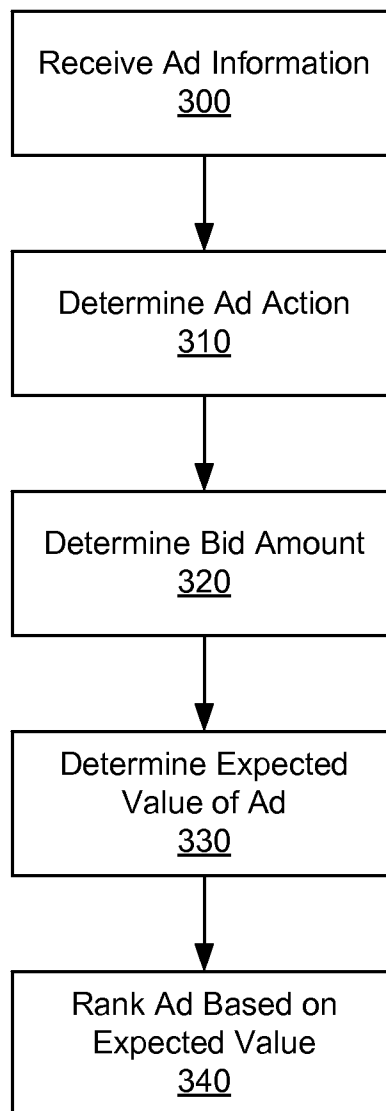 Receive Ad Information
300
Determine Ad Action
310
Determine Bid Amount
320
Determine Expected
Value of Ad
330
Rank Ad Based on
Expected Value
340